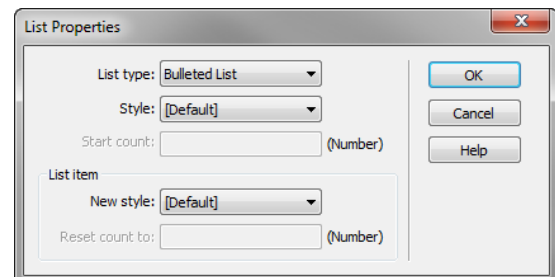 List Properties
List type: Bulleted List
OK
Style: [Default]
Cancel
Start count: (Number)
Help
List item
New style: [Default]
Reset count to: (Number)